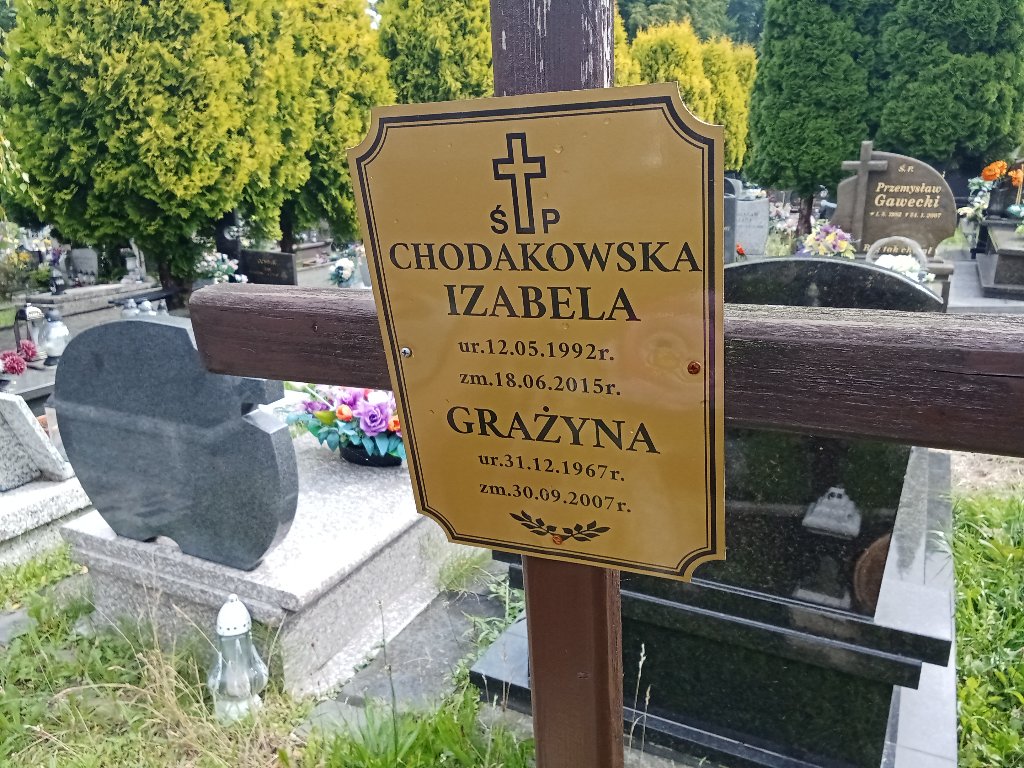 Ś P
CHODAKOWSKA
IZABELA
ur.12.05.1992r.
zm.18.06.2015r.
GRAŻYNA
ur.31.12.1967r.
zm.30.09.2007r.
Ś.P.
Przemysław
Gawecki